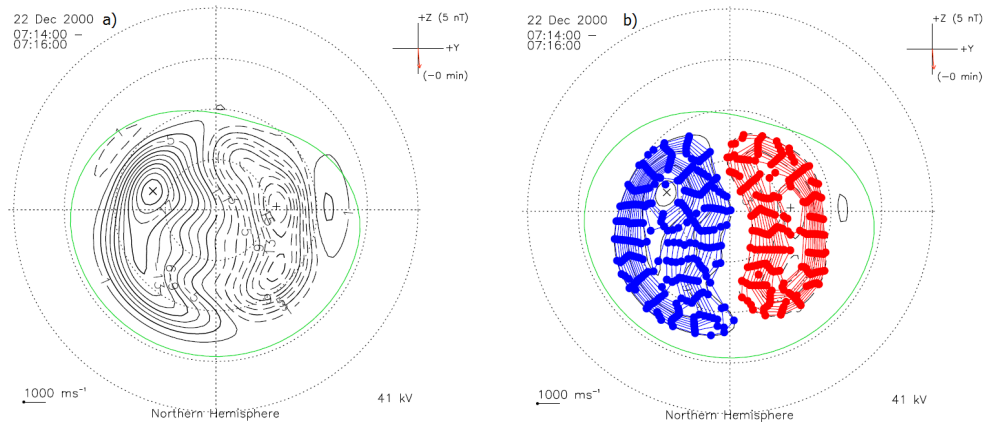 22 Dec 2000 a)
07:14:00 –
07:16:00
+Z (5 nT)
+Y
(−0 min)
1000 ms⁻¹
41 kV
Northern Hemisphere
22 Dec 2000 b)
07:14:00 –
07:16:00
+Z (5 nT)
+Y
(−0 min)
1000 ms⁻¹
41 kV
Northern Hemisphere